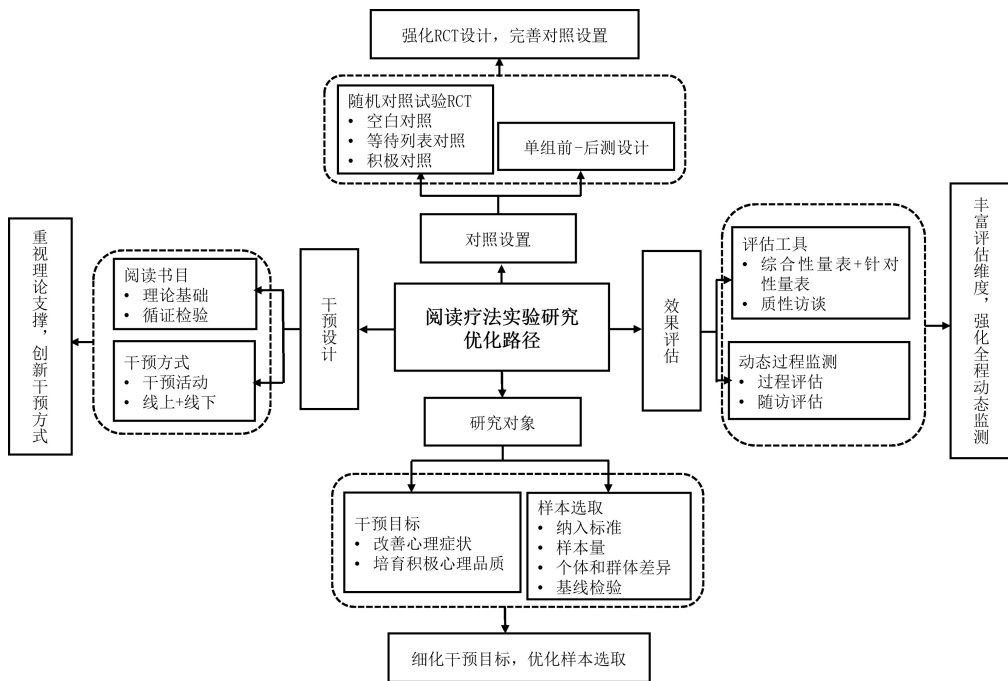 强化RCT设计，完善对照设置
随机对照试验RCT
• 空白对照
• 等待列表对照
• 积极对照
单组前-后测设计
对照设置
重视理论支撑，创新干预方式
阅读书目
• 理论基础
• 循证检验
干预方式
• 干预活动
• 线上+线下
干预设计
阅读疗法实验研究
优化路径
效果评估
评估工具
• 综合性量表+针对
性量表
• 质性访谈
动态过程监测
• 过程评估
• 随访评估
丰富评估维度，强化全程动态监测
研究对象
干预目标
• 改善心理症状
• 培育积极心理品质
样本选取
• 纳入标准
• 样本量
• 个体和群体差异
• 基线检验
细化干预目标，优化样本选取